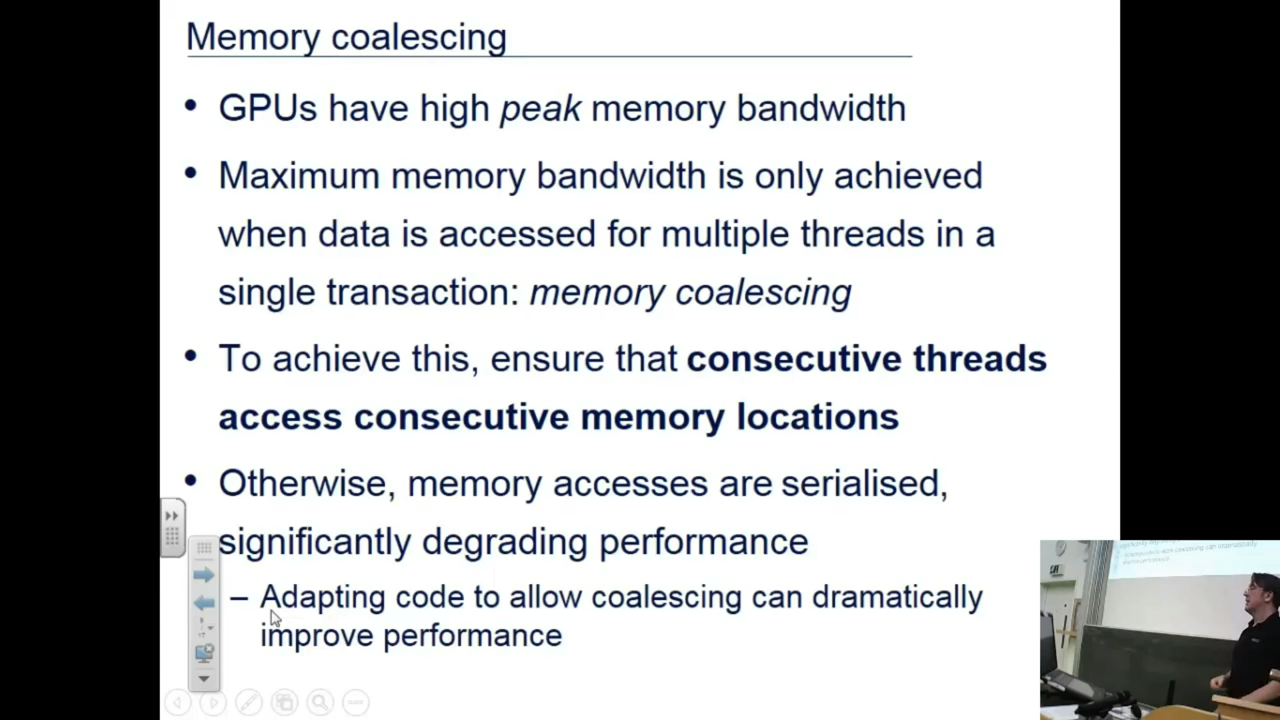 Memory coalescing
• GPUs have high peak memory bandwidth
• Maximum memory bandwidth is only achieved
when data is accessed for multiple threads in a
single transaction: memory coalescing
• To achieve this, ensure that consecutive threads
access consecutive memory locations
• Otherwise, memory accesses are serialised,
significantly degrading performance
– Adapting code to allow coalescing can dramatically
improve performance